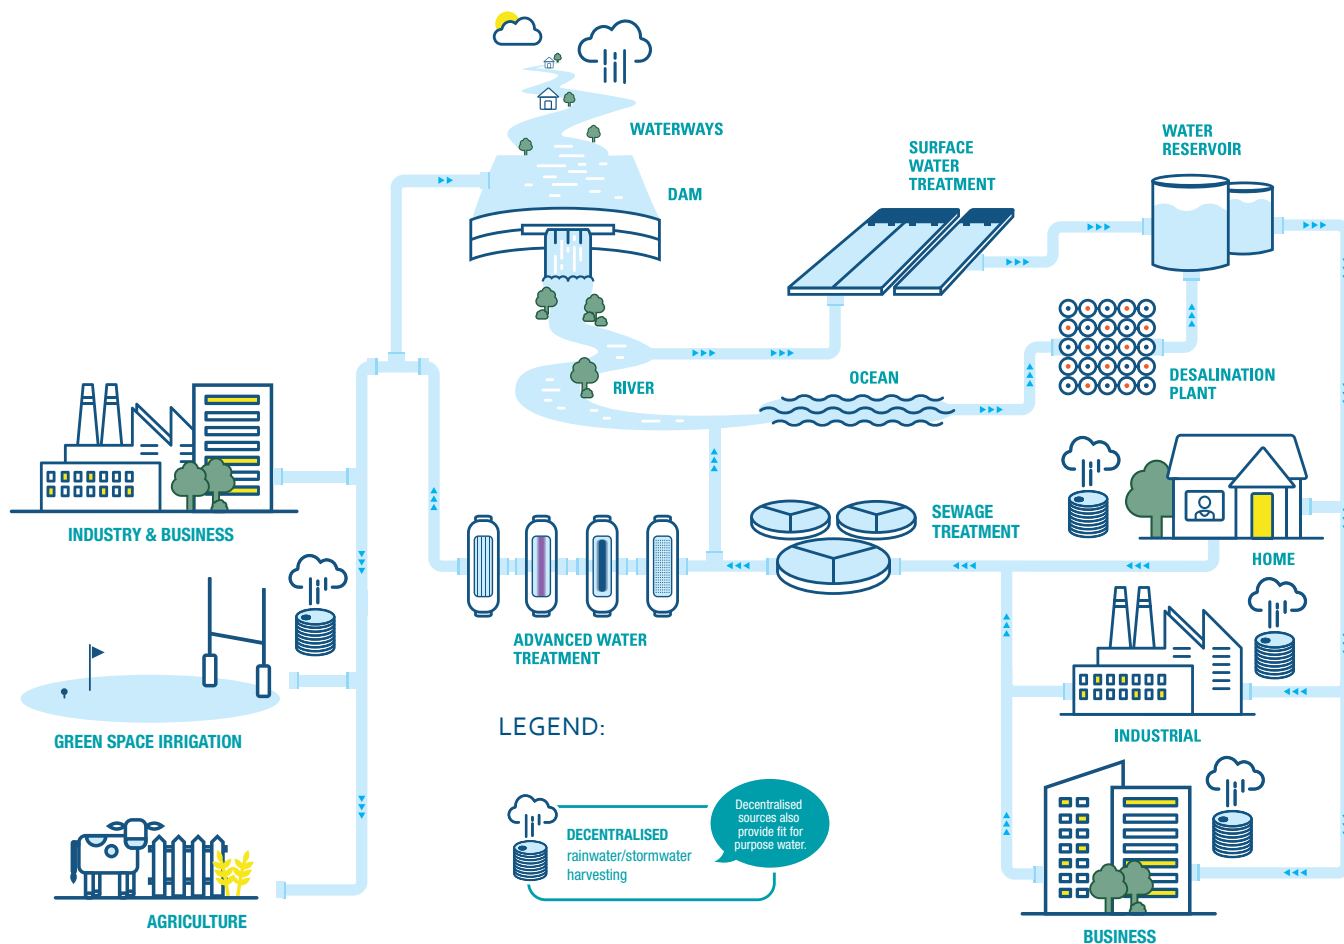 WATERWAYS
DAM
SURFACE
WATER
TREATMENT
WATER
RESERVOIR
RIVER
OCEAN
DESALINATION
PLANT
INDUSTRY & BUSINESS
SEWAGE
TREATMENT
HOME
ADVANCED WATER
TREATMENT
GREEN SPACE IRRIGATION
INDUSTRIAL
LEGEND:
DECENTRALISED
rainwater/stormwater
harvesting
Decentralised
sources also
provide fit for
purpose water.
AGRICULTURE
BUSINESS